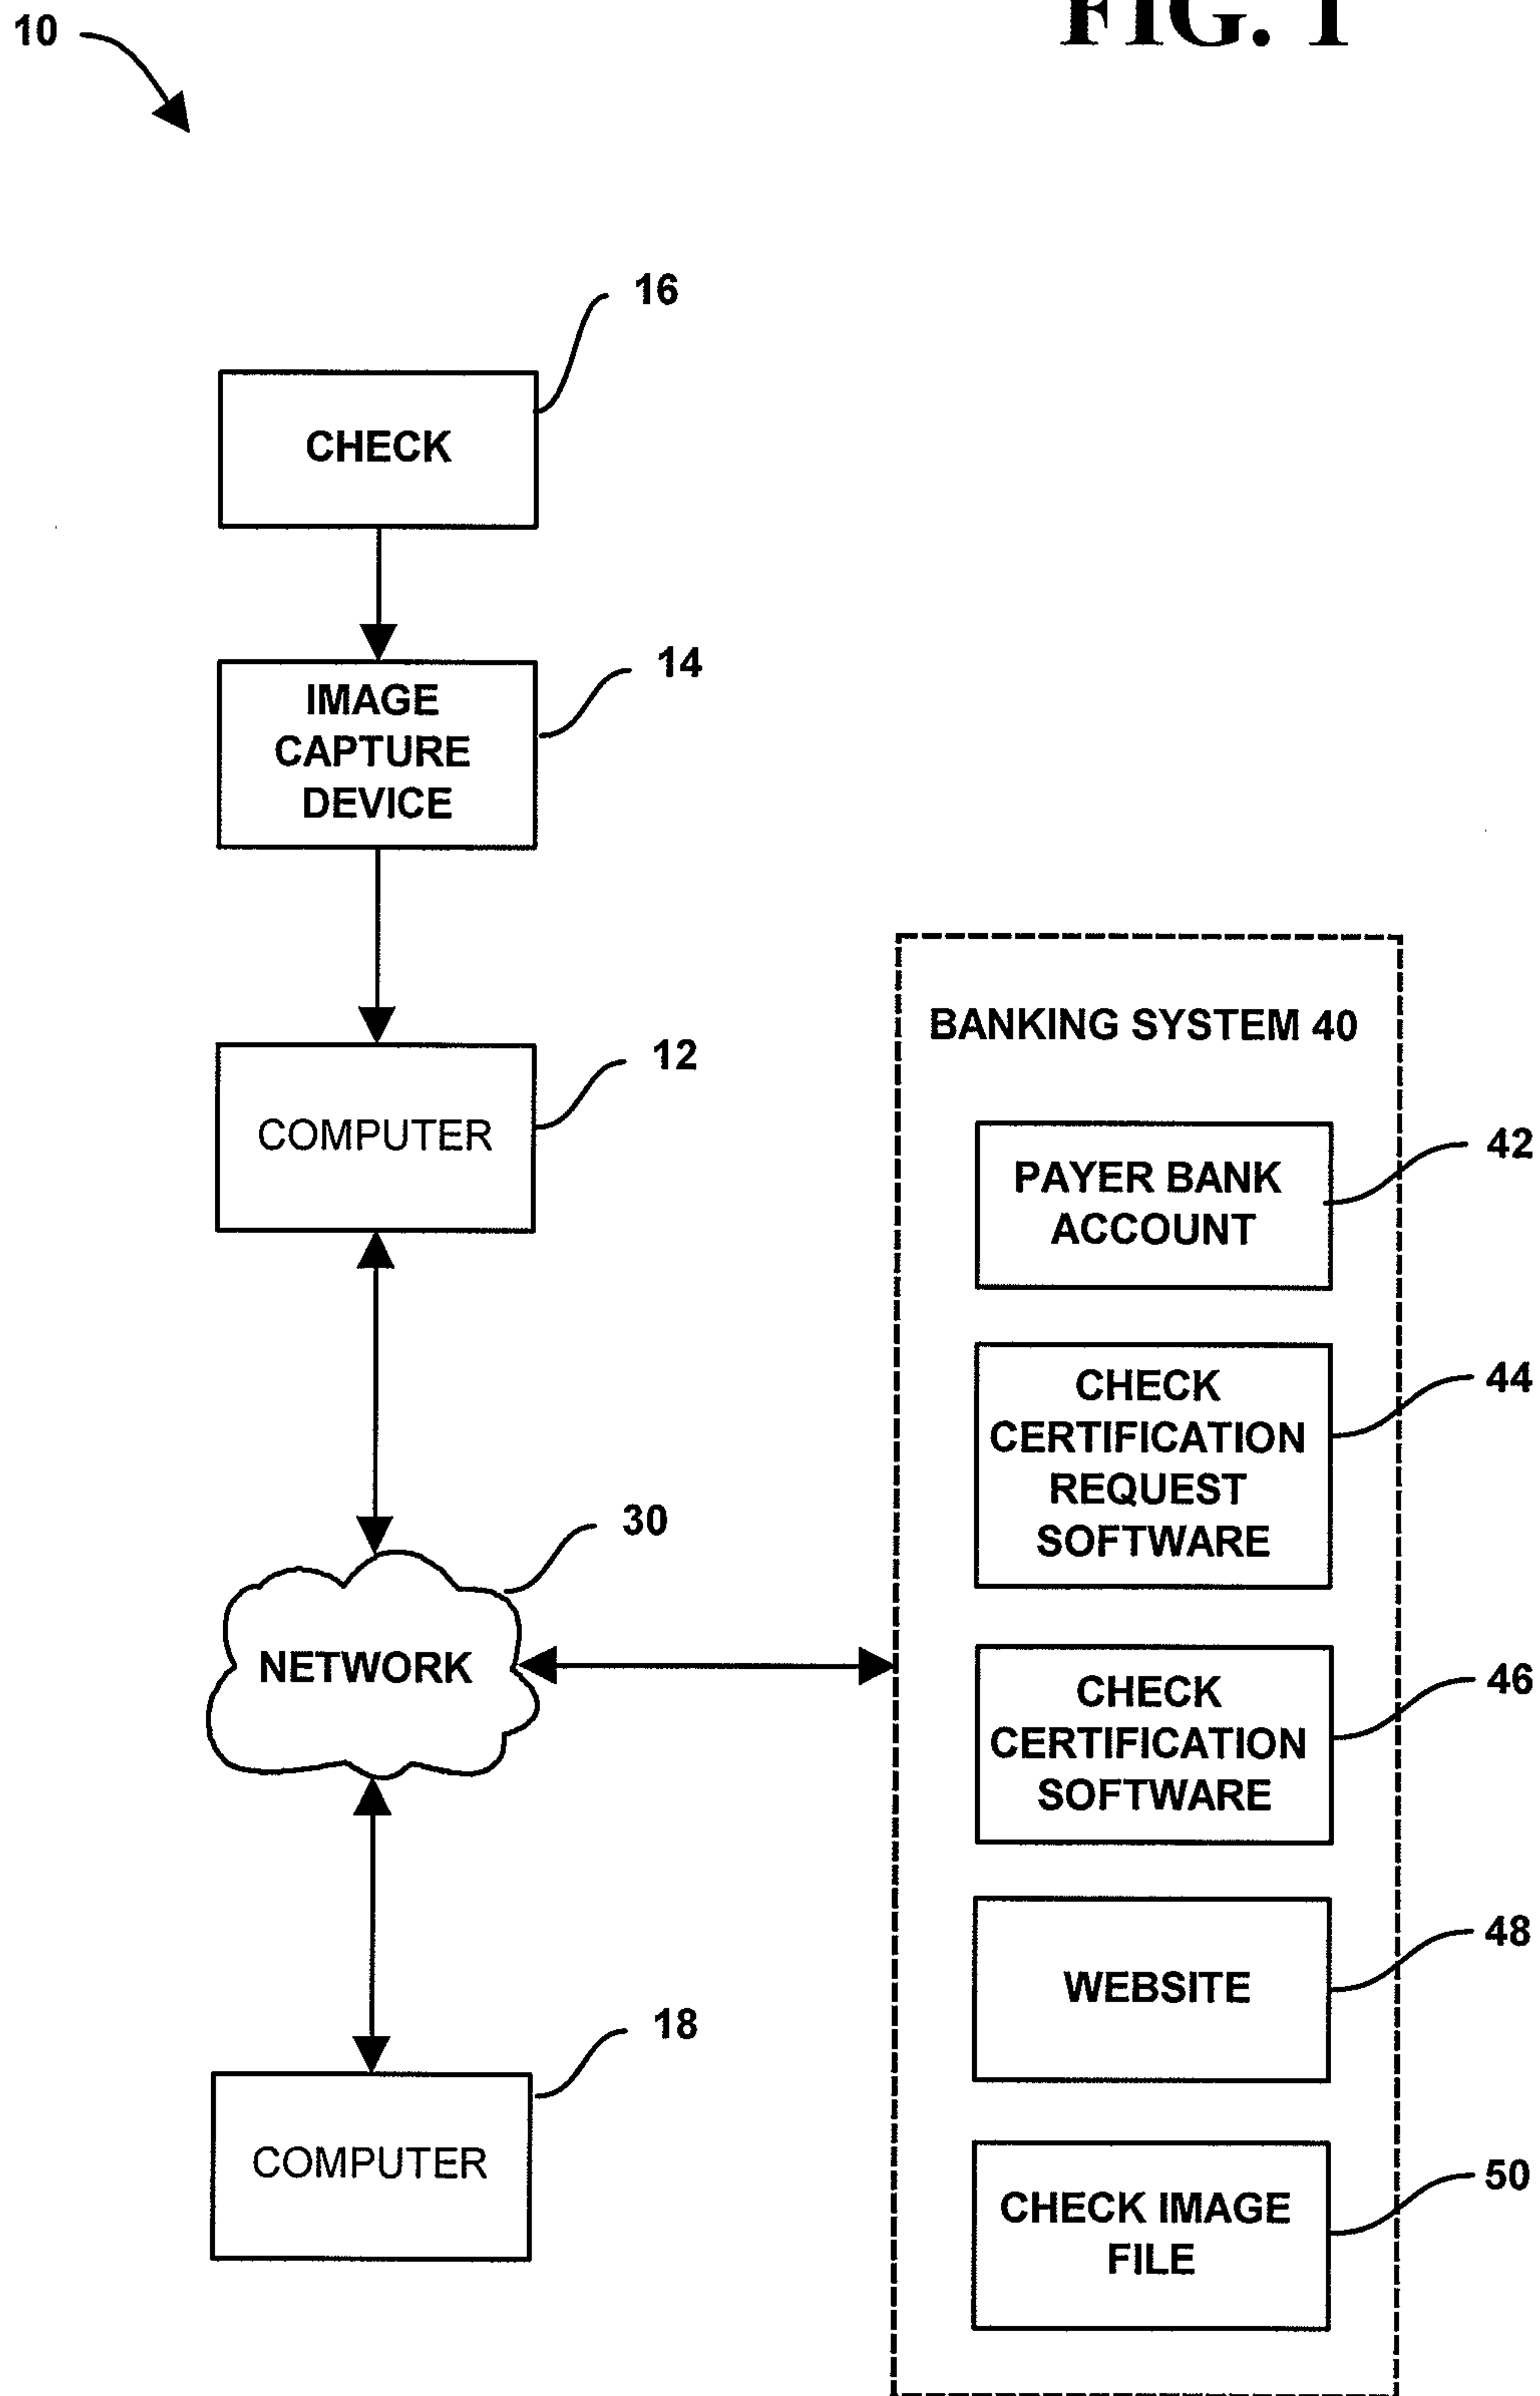 10
FIG. 1
16
CHECK
14
IMAGE
CAPTURE
DEVICE
12
COMPUTER
30
NETWORK
18
COMPUTER
BANKING SYSTEM 40
42
PAYER BANK
ACCOUNT
44
CHECK
CERTIFICATION
REQUEST
SOFTWARE
46
CHECK
CERTIFICATION
SOFTWARE
48
WEBSITE
50
CHECK IMAGE
FILE